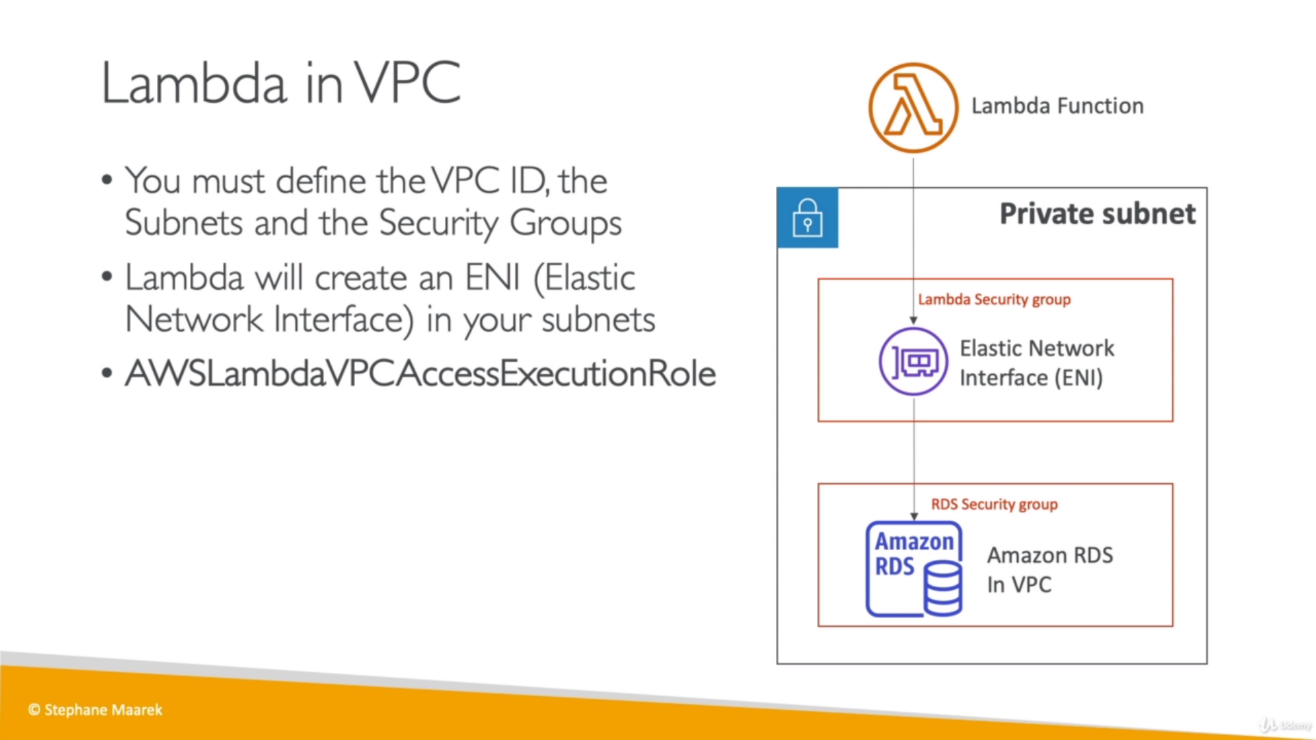 Lambda in VPC
• You must define the VPC ID, the
Subnets and the Security Groups
• Lambda will create an ENI (Elastic
Network Interface) in your subnets
• AWSLambdaVPCAccessExecutionRole
Lambda Function
Private subnet
Lambda Security group
Elastic Network
Interface (ENI)
RDS Security group
Amazon
RDS
Amazon RDS
In VPC
© Stephane Maarek
Udemy